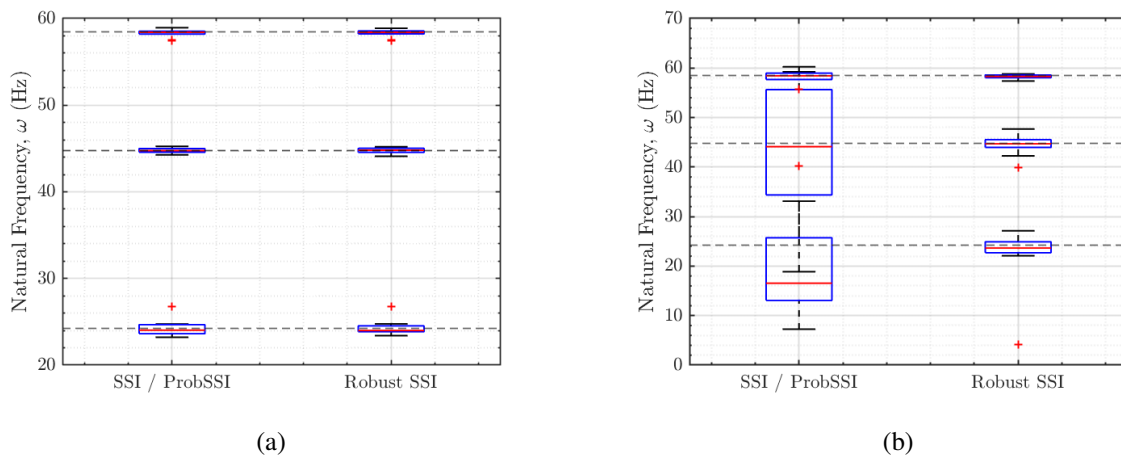 Natural Frequency, ω (Hz)
60
50
40
30
20
SSI / ProbSSI
Robust SSI
(a)
Natural Frequency, ω (Hz)
70
60
50
40
30
20
10
0
SSI / ProbSSI
Robust SSI
(b)